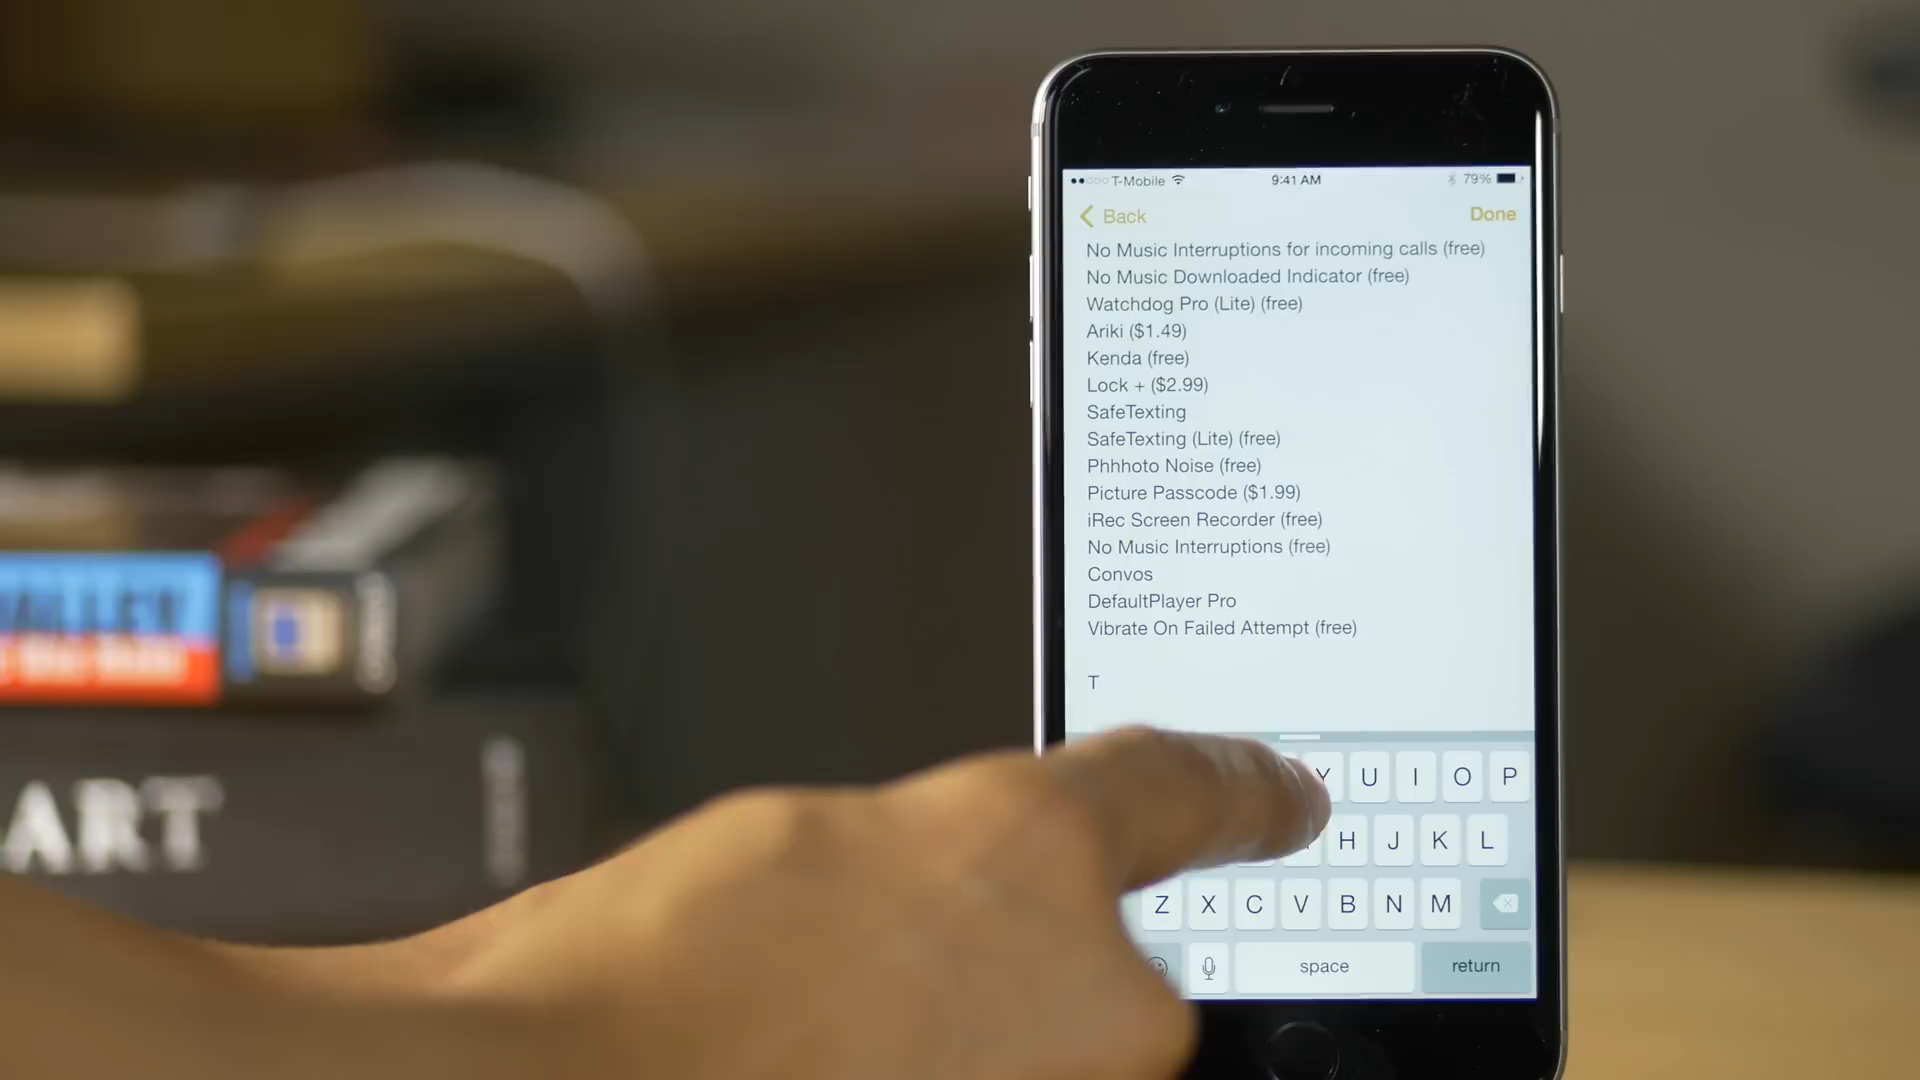 T-Mobile 9:41 AM 79%
Back Done
No Music Interruptions for incoming calls (free)
No Music Downloaded Indicator (free)
Watchdog Pro (Lite) (free)
Ariki ($1.49)
Kenda (free)
Lock + ($2.99)
SafeTexting
SafeTexting (Lite) (free)
Phhhoto Noise (free)
Picture Passcode ($1.99)
iRec Screen Recorder (free)
No Music Interruptions (free)
Convos
DefaultPlayer Pro
Vibrate On Failed Attempt (free)
T
Y U I O P
H J K L
Z X C V B N M
space return
ART